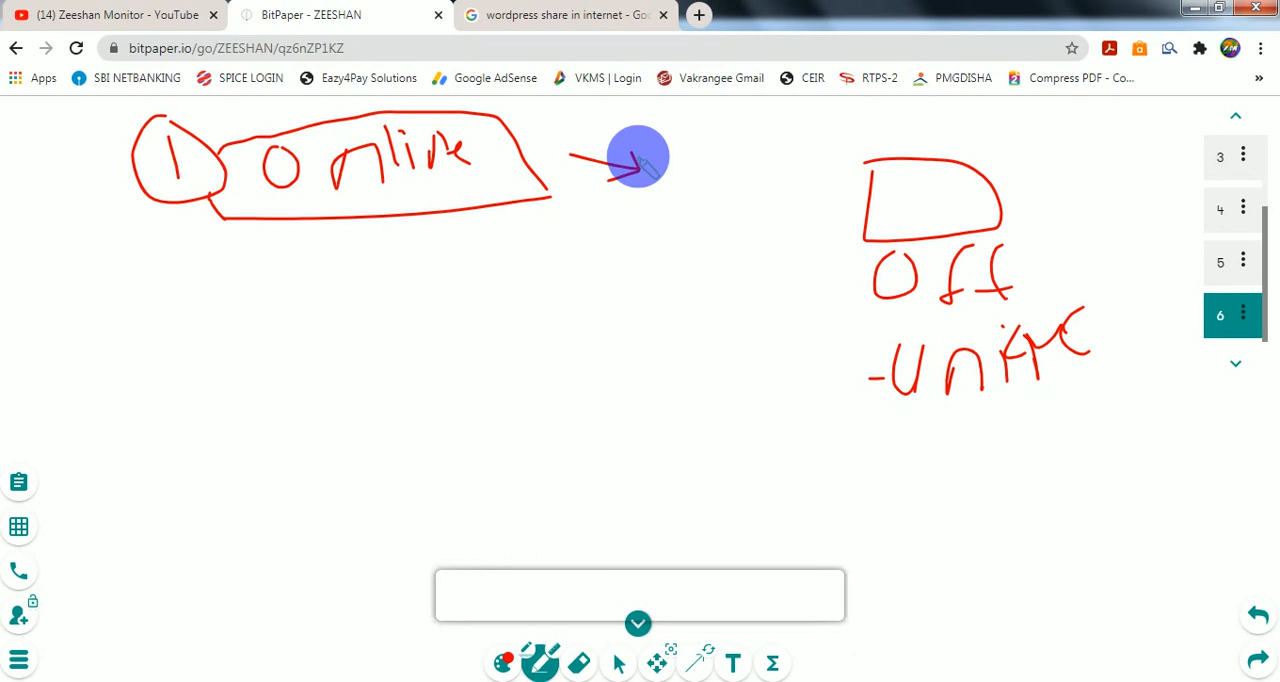 (14) Zeeshan Monitor - YouTube
BitPaper - ZEESHAN
wordpress share in internet - Goo
bitpaper.io/go/ZEESHAN/qz6nZP1KZ
Apps SBI NETBANKING SPICE LOGIN Eazy4Pay Solutions Google AdSense VKMS | Login Vakrangee Gmail CEIR RTPS-2 PMGDISHA Compress PDF - Co... »
1 Online
Off
3
4
5
6
T Σ